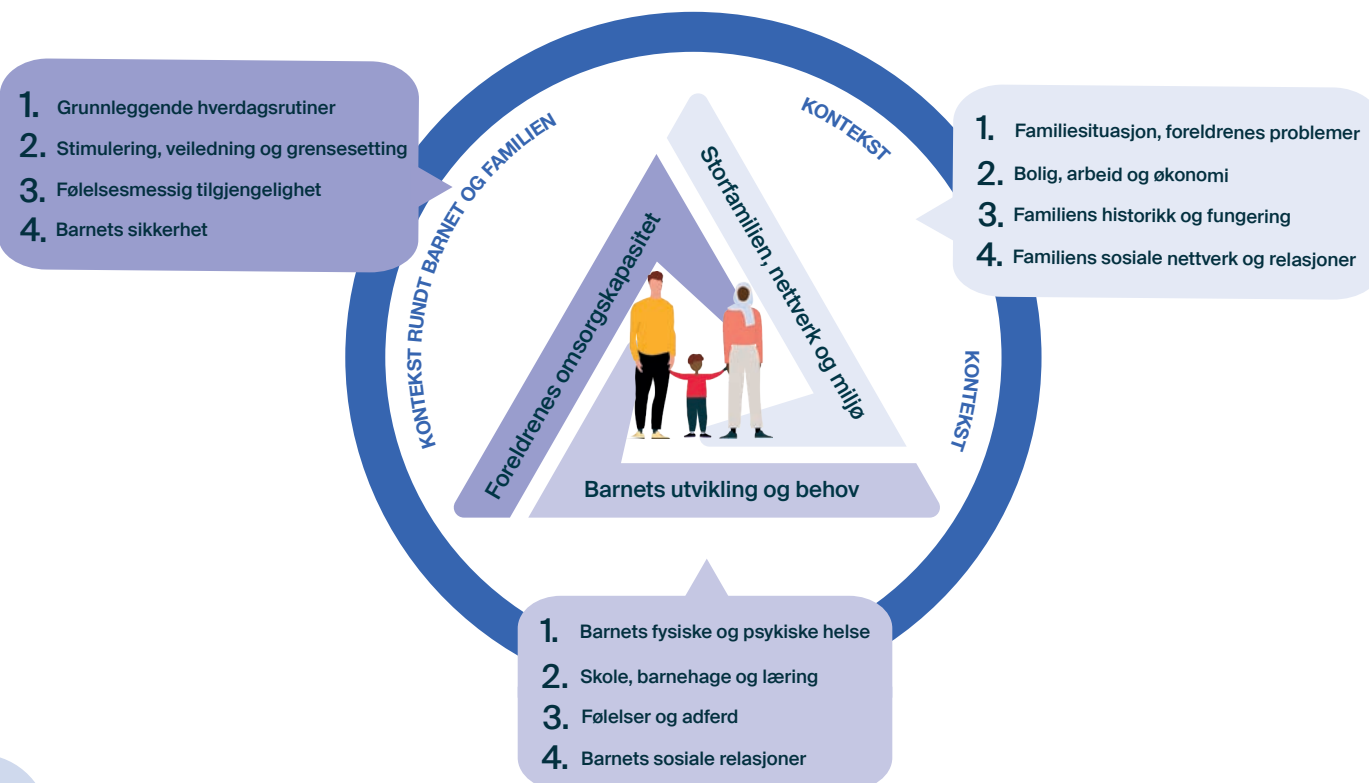 1. Grunnleggende hverdagsrutiner
2. Stimulering, veiledning og grensesetting
3. Følelsesmessig tilgjengelighet
4. Barnets sikkerhet
KONTEKST RUNDT BARNET OG FAMILIEN
KONTEKST
KONTEKST
1. Familiesituasjon, foreldrenes problemer
2. Bolig, arbeid og økonomi
3. Familiens historikk og fungering
4. Familiens sosiale nettverk og relasjoner
Foreldrenes omsorgskapasitet
Storfamilien, nettverk og miljø
Barnets utvikling og behov
1. Barnets fysiske og psykiske helse
2. Skole, barnehage og læring
3. Følelser og adferd
4. Barnets sosiale relasjoner